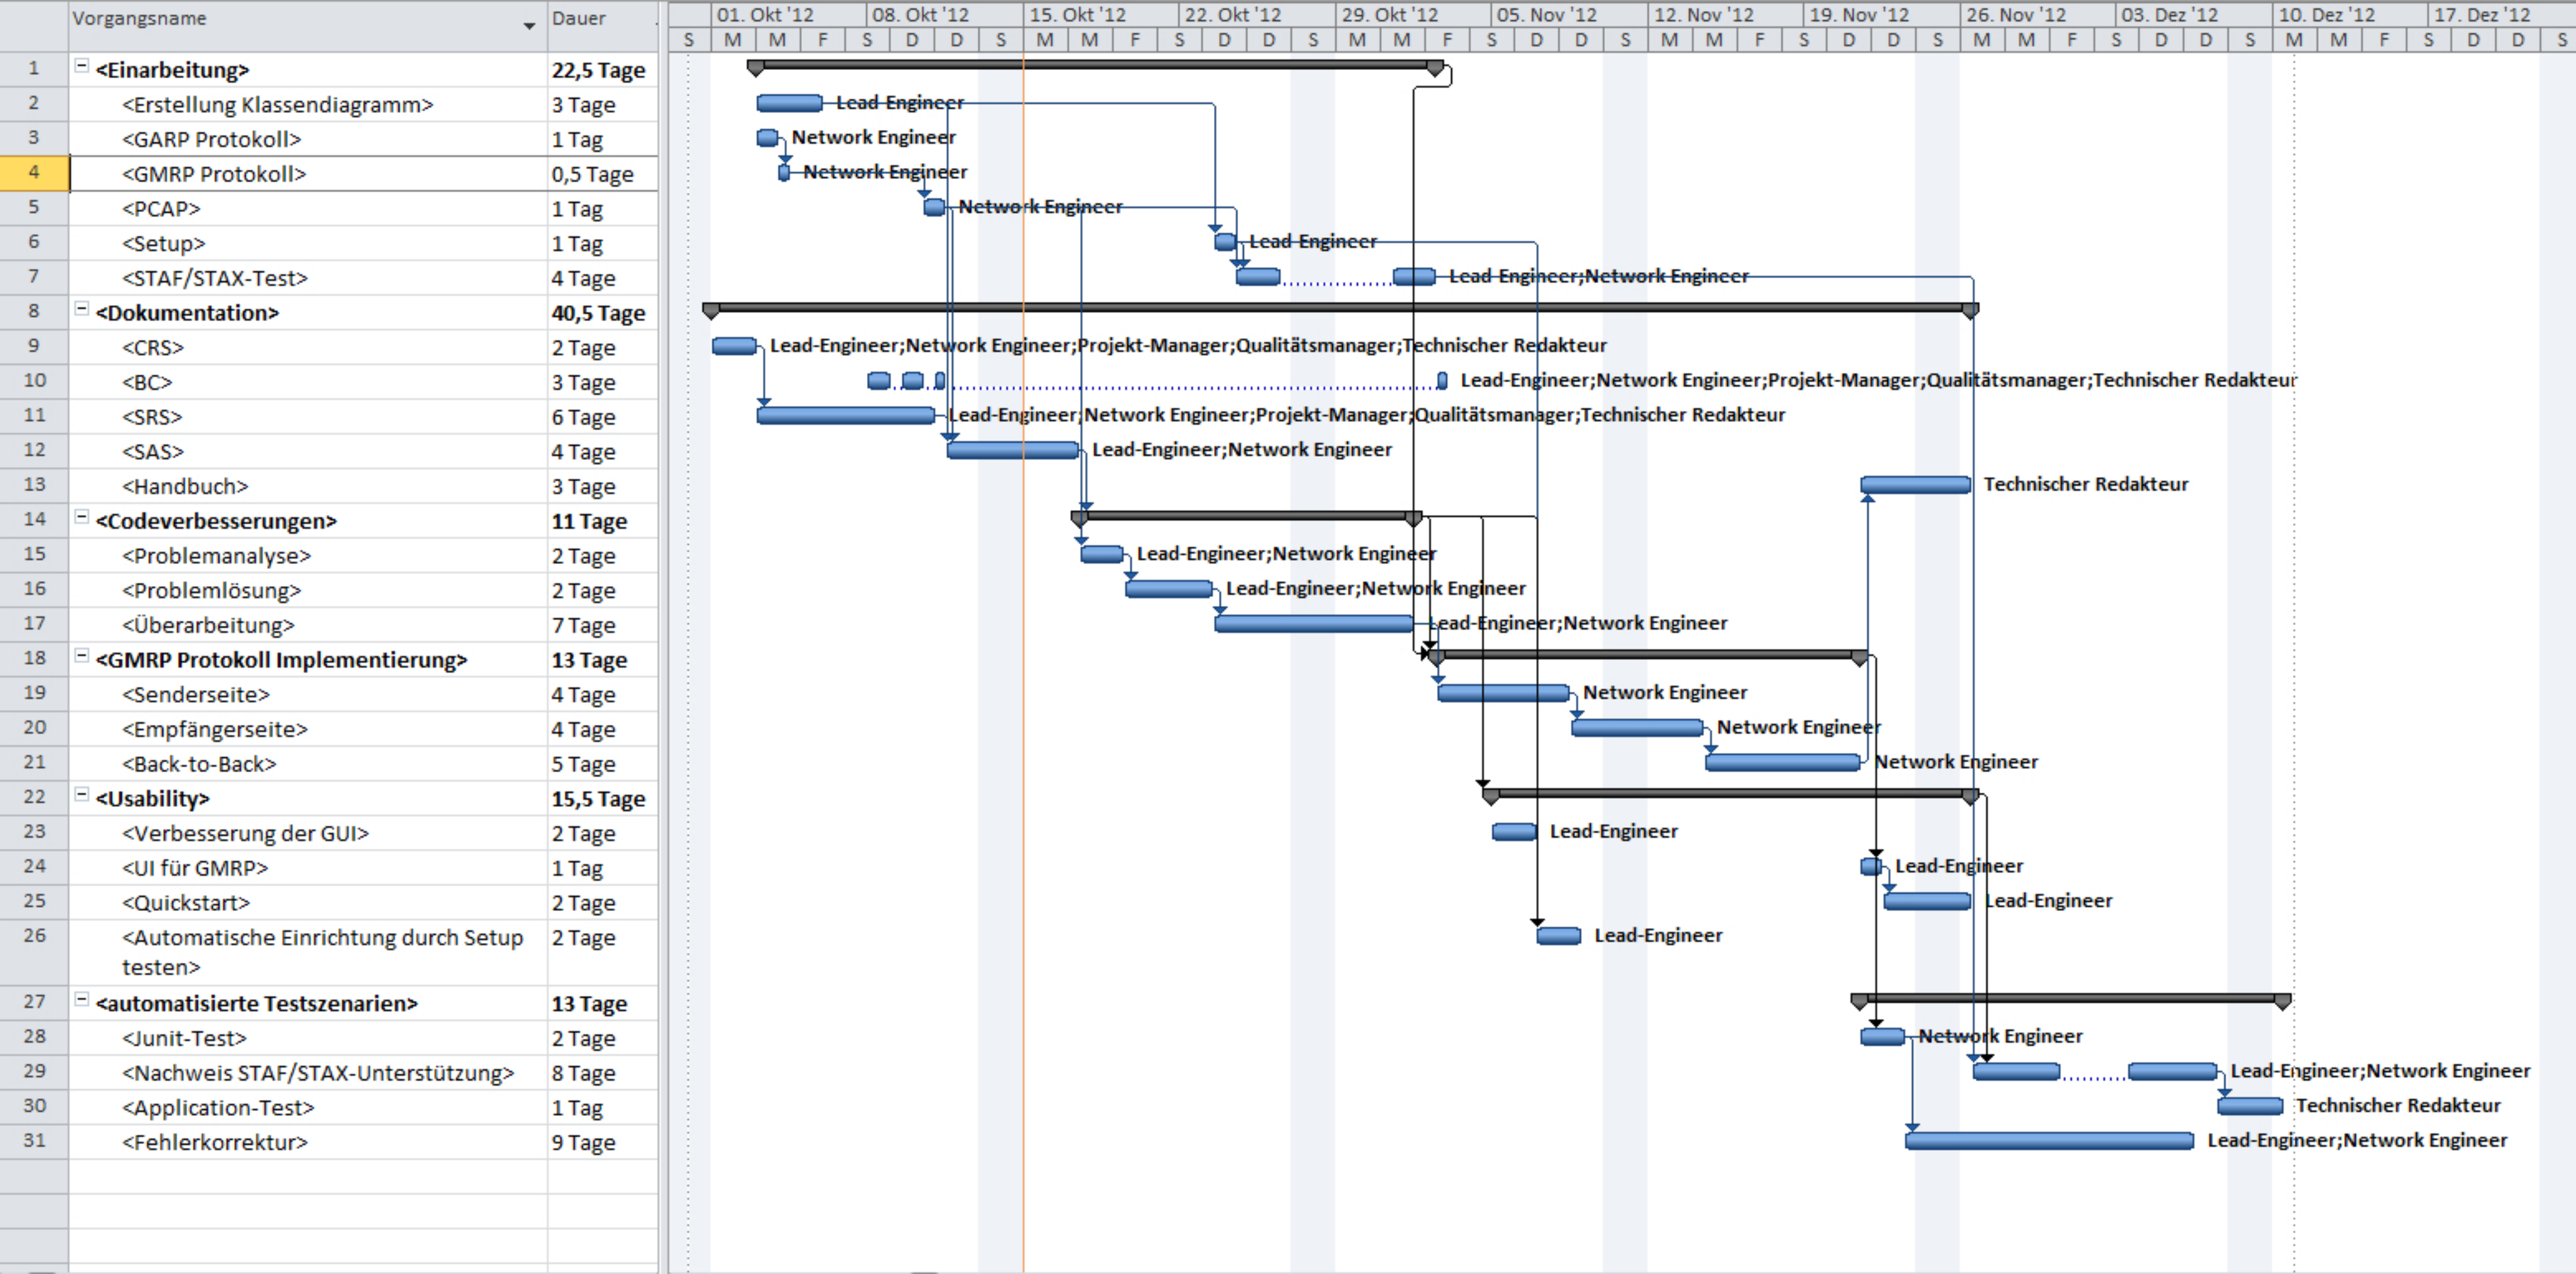 Vorgangsname Dauer 01. Okt '12 08. Okt '12 15. Okt '12 22. Okt '12 29. Okt '12 05. Nov '12 12. Nov '12 19. Nov '12 26. Nov '12 03. Dez '12 10. Dez '12 17. Dez '12
S M M F S D D S M M F S D D S M M F S D D S M M F S D D S M M F S D D S M M F S D D S
1 <Einarbeitung> 22,5 Tage
2 <Erstellung Klassendiagramm> 3 Tage Lead-Engineer
3 <GARP Protokoll> 1 Tag Network Engineer
4 <GMRP Protokoll> 0,5 Tage Network Engineer
5 <PCAP> 1 Tag Network Engineer
6 <Setup> 1 Tag Lead-Engineer
7 <STAF/STAX-Test> 4 Tage Lead-Engineer;Network Engineer
8 <Dokumentation> 40,5 Tage
9 <CRS> 2 Tage Lead-Engineer;Network Engineer;Projekt-Manager;Qualitätsmanager;Technischer Redakteur
10 <BC> 3 Tage Lead-Engineer;Network Engineer;Projekt-Manager;Qualitätsmanager;Technischer Redakteur
11 <SRS> 6 Tage Lead-Engineer;Network Engineer;Projekt-Manager;Qualitätsmanager;Technischer Redakteur
12 <SAS> 4 Tage Lead-Engineer;Network Engineer
13 <Handbuch> 3 Tage Technischer Redakteur
14 <Codeverbesserungen> 11 Tage
15 <Problemanalyse> 2 Tage Lead-Engineer;Network Engineer
16 <Problemlösung> 2 Tage Lead-Engineer;Network Engineer
17 <Überarbeitung> 7 Tage Lead-Engineer;Network Engineer
18 <GMRP Protokoll Implementierung> 13 Tage
19 <Senderseite> 4 Tage Network Engineer
20 <Empfängerseite> 4 Tage Network Engineer
21 <Back-to-Back> 5 Tage Network Engineer
22 <Usability> 15,5 Tage
23 <Verbesserung der GUI> 2 Tage Lead-Engineer
24 <UI für GMRP> 1 Tag Lead-Engineer
25 <Quickstart> 2 Tage Lead-Engineer
26 <Automatische Einrichtung durch Setup 2 Tage Lead-Engineer
testen>
27 <automatisierte Testszenarien> 13 Tage
28 <Junit-Test> 2 Tage Network Engineer
29 <Nachweis STAF/STAX-Unterstützung> 8 Tage Lead-Engineer;Network Engineer
30 <Application-Test> 1 Tag Technischer Redakteur
31 <Fehlerkorrektur> 9 Tage Lead-Engineer;Network Engineer